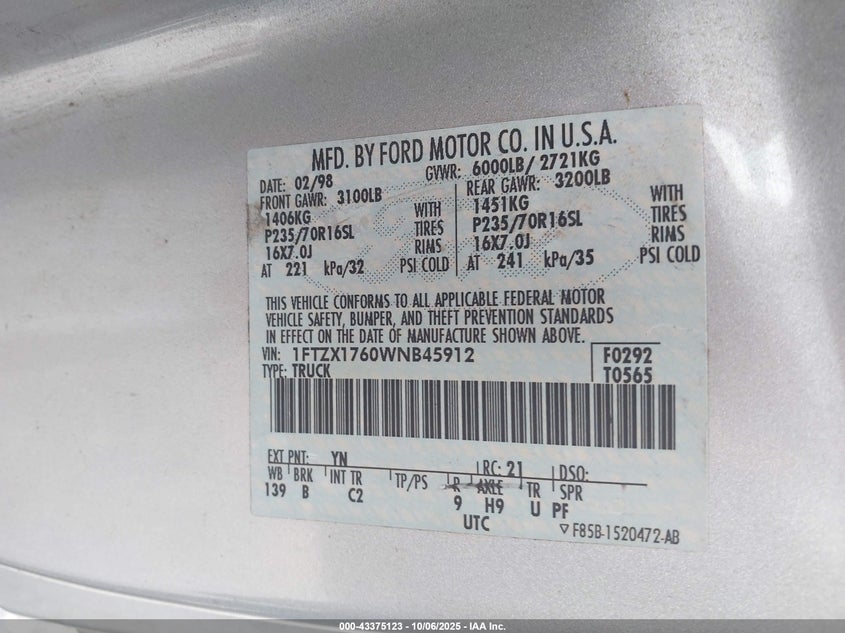 MFD. BY FORD MOTOR CO. IN U.S.A.
DATE: 02/98 GVWR: 6000LB/ 2721KG
FRONT GAWR: 3100LB REAR GAWR: 3200LB
1406KG WITH 1451KG WITH
P235/70R16SL TIRES P235/70R16SL TIRES
16X7.0J RIMS 16X7.0J RIMS
AT 221 kPa/32 PSI COLD AT 241 kPa/35 PSI COLD
THIS VEHICLE CONFORMS TO ALL APPLICABLE FEDERAL MOTOR
VEHICLE SAFETY, BUMPER, AND THEFT PREVENTION STANDARDS
IN EFFECT ON THE DATE OF MANUFACTURE SHOWN ABOVE.
VIN: 1FTZX1760WNB45912 F0292
TYPE: TRUCK T0565
EXT PNT: YN RC: 21 DSO:
WB BRK INT TR TP/PS R AXLE TR SPR
139 B C2 9 H9 U PF
UTC
F85B-1520472-AB
000-43375123 - 10/06/2025 - IAA Inc.